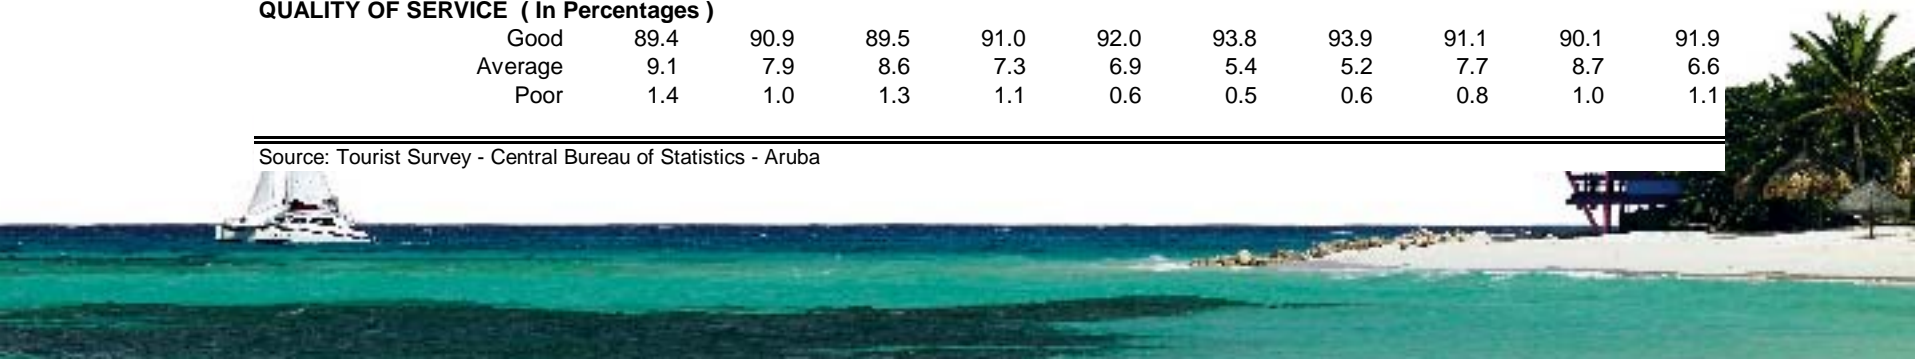 QUALITY OF SERVICE ( In Percentages )
Good 89.4 90.9 89.5 91.0 92.0 93.8 93.9 91.1 90.1 91.9
Average 9.1 7.9 8.6 7.3 6.9 5.4 5.2 7.7 8.7 6.6
Poor 1.4 1.0 1.3 1.1 0.6 0.5 0.6 0.8 1.0 1.1
Source: Tourist Survey - Central Bureau of Statistics - Aruba